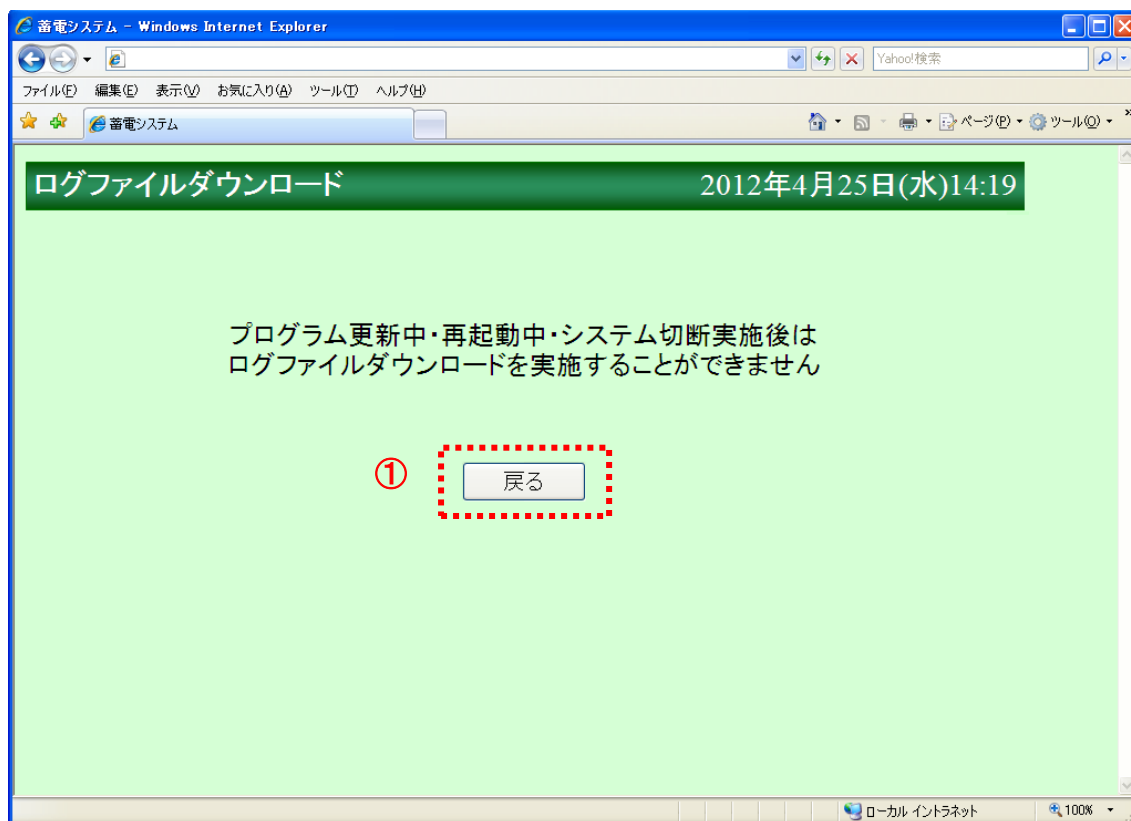 蓄電システム - Windows Internet Explorer
Yahoo!検索
ファイル(F) 編集(E) 表示(V) お気に入り(A) ツール(T) ヘルプ(H)
蓄電システム
ページ(P) ツール(O)
ログファイルダウンロード 2012年4月25日(水)14:19
プログラム更新中・再起動中・システム切断実施後は
ログファイルダウンロードを実施することができません
① 戻る
ローカル イントラネット 100%